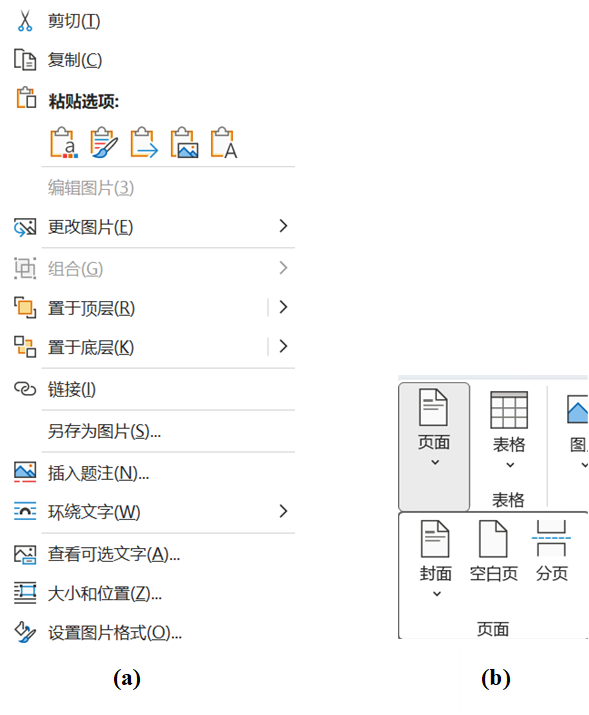 剪切(T)
复制(C)
粘贴选项:
编辑图片(3)
更改图片(E)
组合(G)
置于顶层(R)
置于底层(K)
链接(I)
另存为图片(S)...
插入题注(N)...
环绕文字(W)
查看可选文字(A)...
大小和位置(Z)...
设置图片格式(O)...
(a)
页面 表格
表格
封面 空白页 分页
页面
(b)